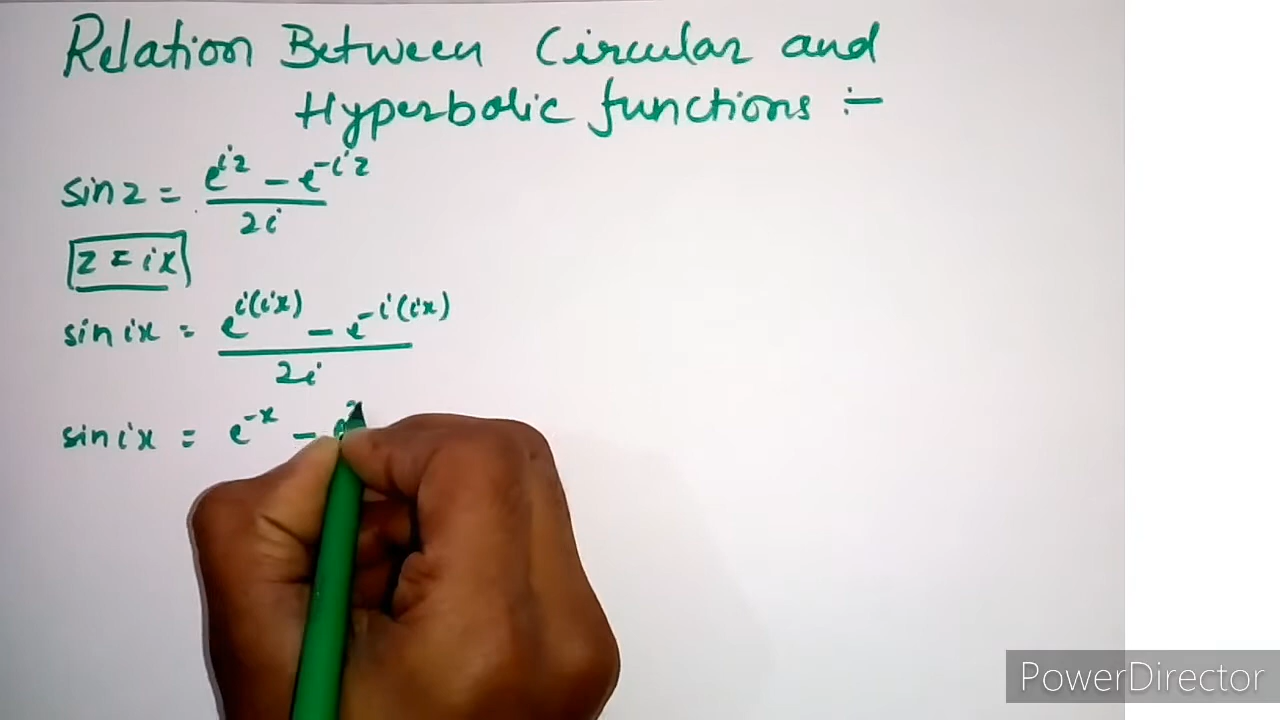 Relation Between Circular and
Hyperbolic functions :-
sin z = e^{iz} - e^{-iz} / 2i
z = ix
sin ix = e^{i(ix)} - e^{-i(ix)} / 2i
sin ix = e^{-x} - e^{x}
PowerDirector